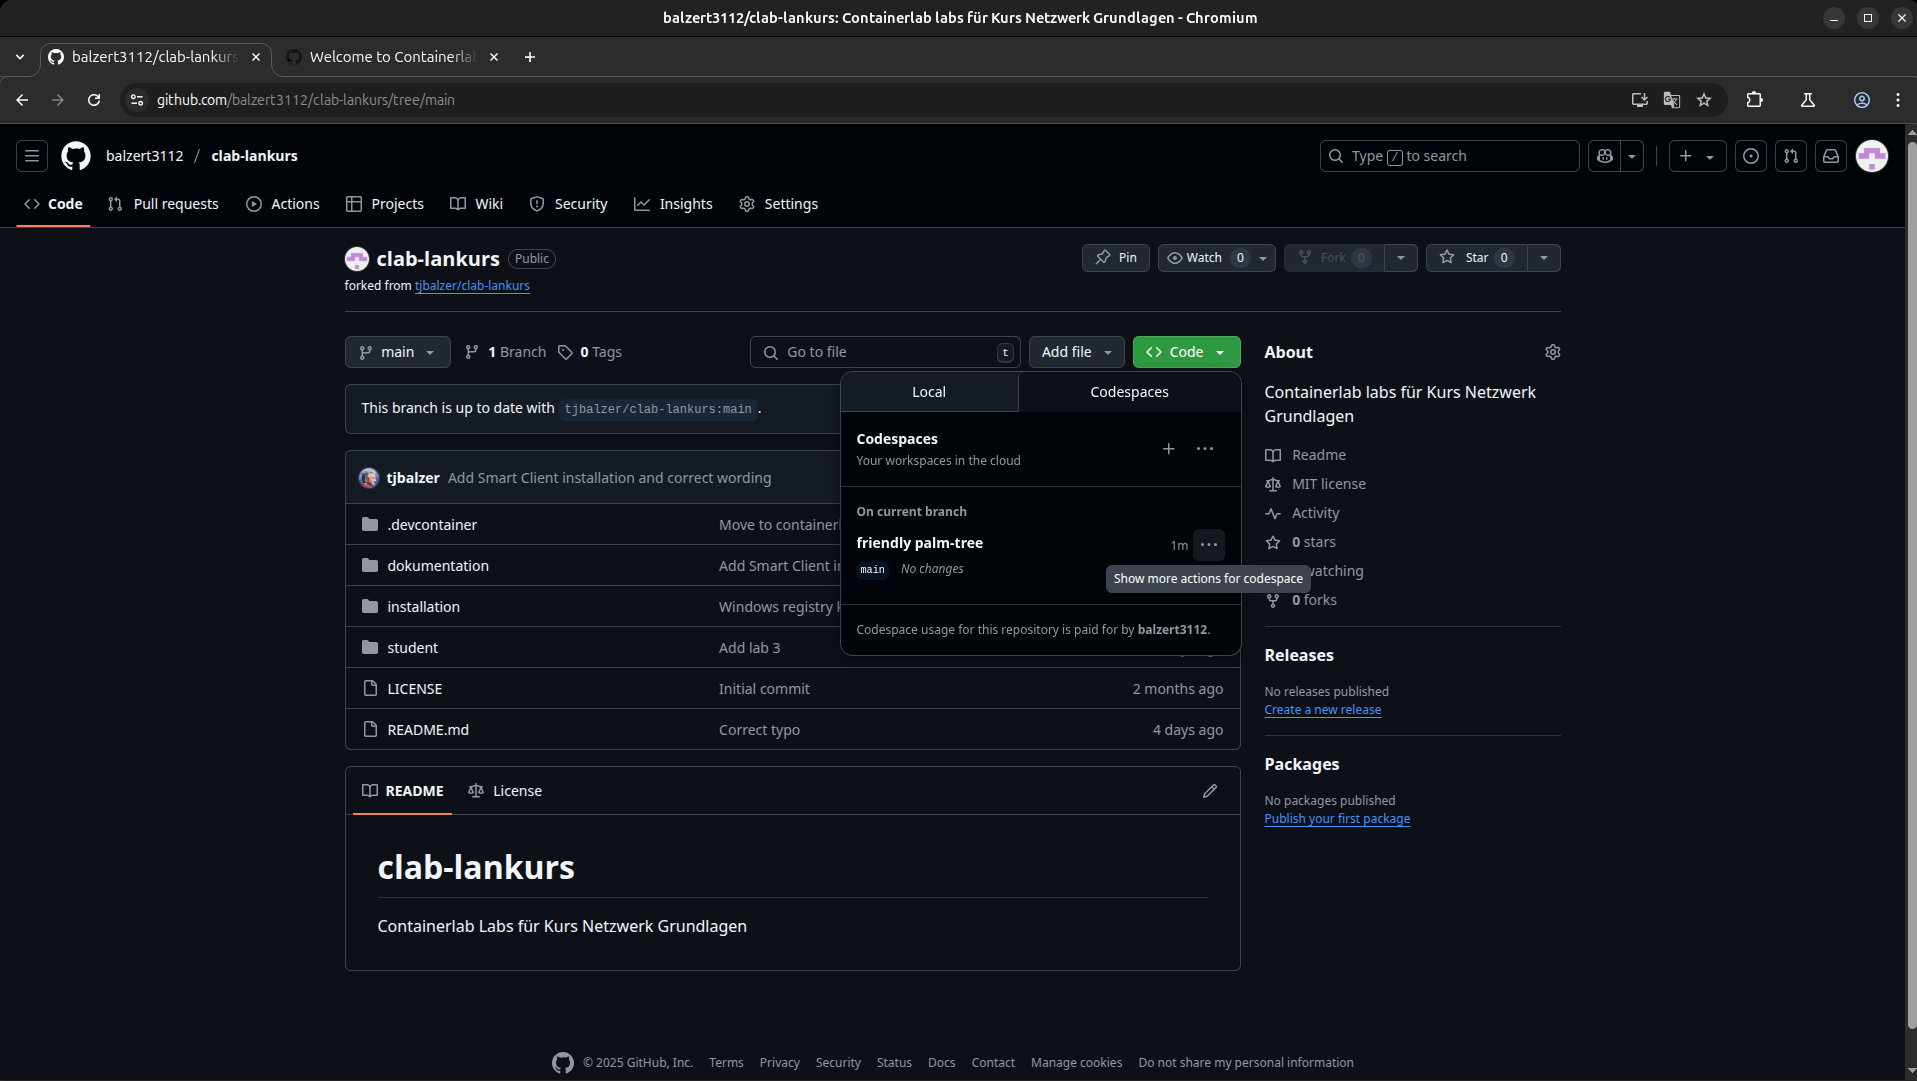 balzert3112/clab-lankurs: Containerlab labs für Kurs Netzwerk Grundlagen - Chromium
balzert3112/clab-lankurs
Welcome to Containerlab
github.com/balzert3112/clab-lankurs/tree/main
balzert3112 / clab-lankurs
Type / to search
Code
Pull requests
Actions
Projects
Wiki
Security
Insights
Settings
clab-lankurs Public
forked from tjbalzer/clab-lankurs
Pin
Watch 0
Fork 0
Star 0
main
1 Branch
0 Tags
Go to file t
Add file
Code
This branch is up to date with tjbalzer/clab-lankurs:main.
tjbalzer Add Smart Client installation and correct wording
.devcontainer Move to container
dokumentation Add Smart Client
installation Windows registry
student Add lab 3
LICENSE Initial commit 2 months ago
README.md Correct typo 4 days ago
Local
Codespaces
Codespaces
Your workspaces in the cloud
On current branch
friendly palm-tree 1m
main No changes
Show more actions for codespace
Codespace usage for this repository is paid for by balzert3112.
About
Containerlab labs für Kurs Netzwerk
Grundlagen
Readme
MIT license
Activity
0 stars
watching
0 forks
Releases
No releases published
Create a new release
Packages
No packages published
Publish your first package
README
License
clab-lankurs
Containerlab Labs für Kurs Netzwerk Grundlagen
© 2025 GitHub, Inc. Terms Privacy Security Status Docs Contact Manage cookies Do not share my personal information